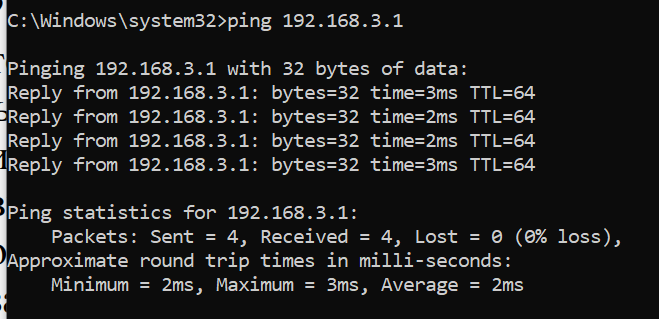 C:\Windows\system32>ping 192.168.3.1
Pinging 192.168.3.1 with 32 bytes of data:
Reply from 192.168.3.1: bytes=32 time=3ms TTL=64
Reply from 192.168.3.1: bytes=32 time=2ms TTL=64
Reply from 192.168.3.1: bytes=32 time=2ms TTL=64
Reply from 192.168.3.1: bytes=32 time=3ms TTL=64
Ping statistics for 192.168.3.1:
Packets: Sent = 4, Received = 4, Lost = 0 (0% loss),
Approximate round trip times in milli-seconds:
Minimum = 2ms, Maximum = 3ms, Average = 2ms